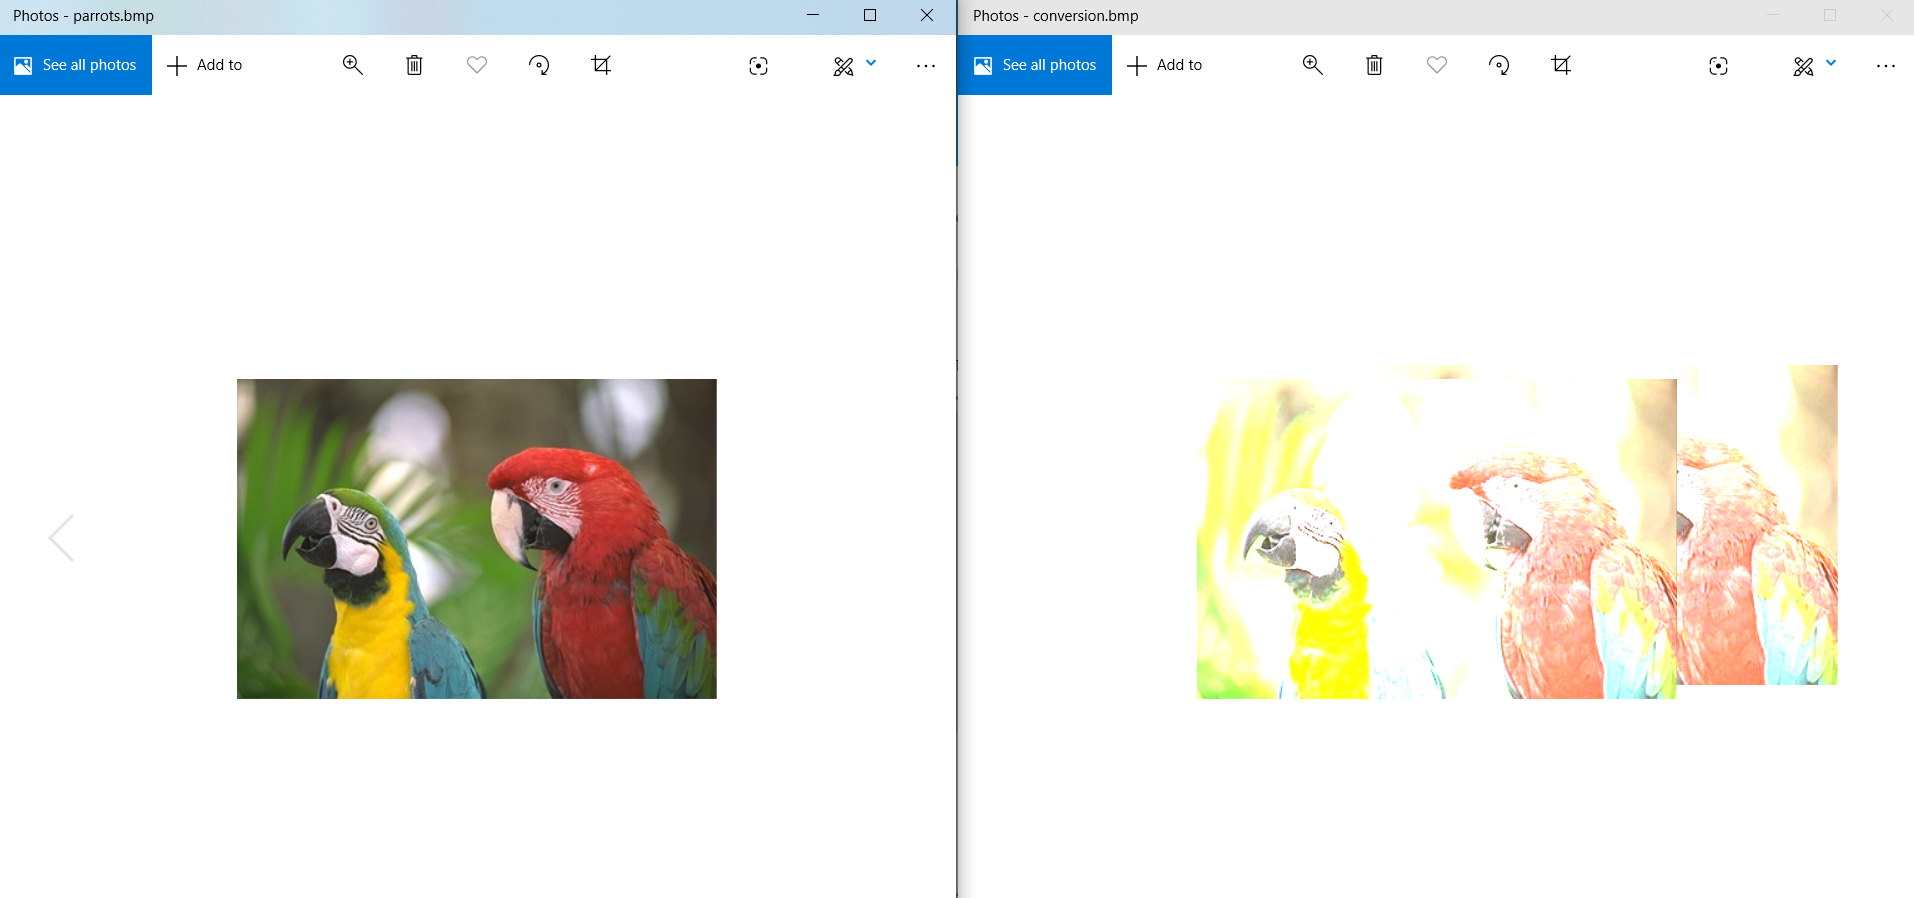 Photos - parrots.bmp
See all photos
Add to
Photos - conversion.bmp
See all photos
Add to